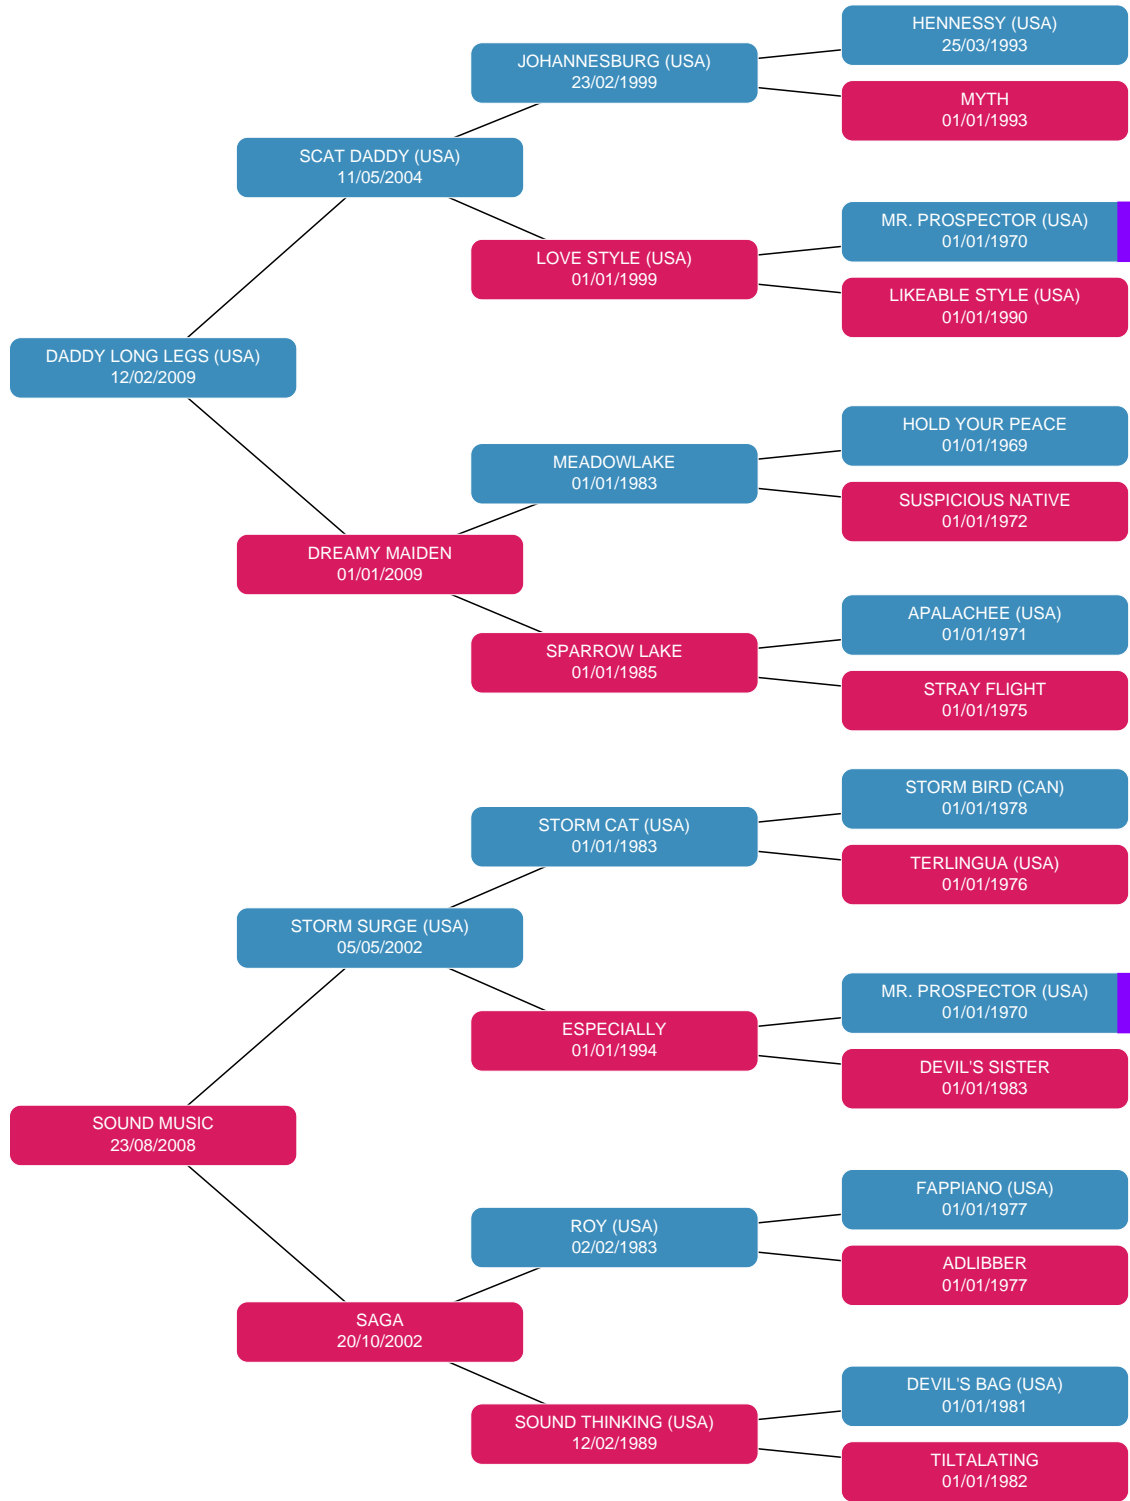 HENNESSY (USA)
25/03/1993
JOHANNESBURG (USA)
23/02/1999
MYTH
01/01/1993
SCAT DADDY (USA)
11/05/2004
MR. PROSPECTOR (USA)
01/01/1970
LOVE STYLE (USA)
01/01/1999
LIKEABLE STYLE (USA)
01/01/1990
DADDY LONG LEGS (USA)
12/02/2009
HOLD YOUR PEACE
01/01/1969
MEADOWLAKE
01/01/1983
SUSPICIOUS NATIVE
01/01/1972
DREAMY MAIDEN
01/01/2009
APALACHEE (USA)
01/01/1971
SPARROW LAKE
01/01/1985
STRAY FLIGHT
01/01/1975
STORM BIRD (CAN)
01/01/1978
STORM CAT (USA)
01/01/1983
TERLINGUA (USA)
01/01/1976
STORM SURGE (USA)
05/05/2002
MR. PROSPECTOR (USA)
01/01/1970
ESPECIALLY
01/01/1994
DEVIL'S SISTER
01/01/1983
SOUND MUSIC
23/08/2008
FAPPIANO (USA)
01/01/1977
ROY (USA)
02/02/1983
ADLIBBER
01/01/1977
SAGA
20/10/2002
DEVIL'S BAG (USA)
01/01/1981
SOUND THINKING (USA)
12/02/1989
TILTALATING
01/01/1982